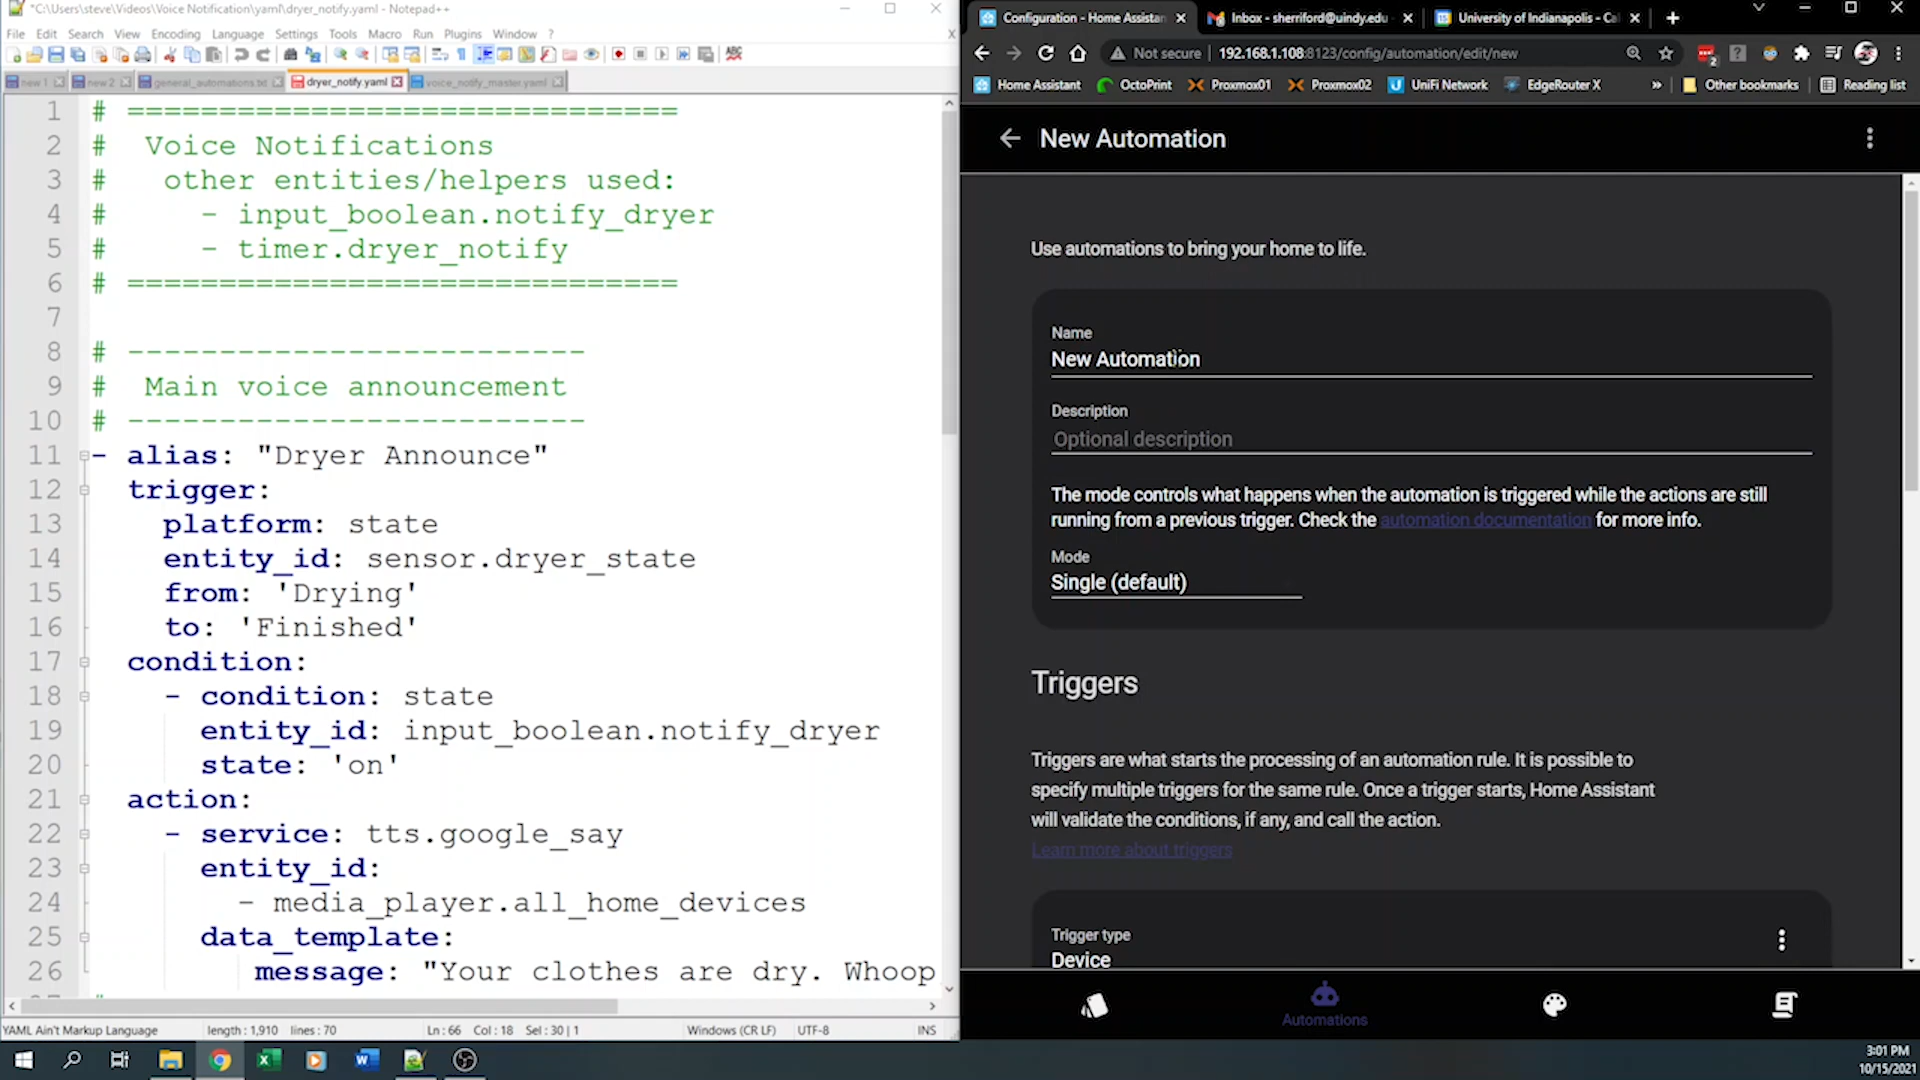 *C:\Users\steve\Videos\Voice Notification\yaml\dryer_notify.yaml - Notepad++
File Edit Search View Encoding Language Settings Tools Macro Run Plugins Window ? X
new 1 new 2 general_automations.txt dryer_notify.yaml voice_notify_master.yaml
1 # ==============================
2 # Voice Notifications
3 # other entities/helpers used:
4 # - input_boolean.notify_dryer
5 # - timer.dryer_notify
6 # ==============================
7
8 # -------------------------
9 # Main voice announcement
10 # -------------------------
11 - alias: "Dryer Announce"
12 trigger:
13 platform: state
14 entity_id: sensor.dryer_state
15 from: 'Drying'
16 to: 'Finished'
17 condition:
18 - condition: state
19 entity_id: input_boolean.notify_dryer
20 state: 'on'
21 action:
22 - service: tts.google_say
23 entity_id:
24 - media_player.all_home_devices
25 data_template:
26 message: "Your clothes are dry. Whoop
YAML Ain't Markup Language length : 1,910 lines : 70 Ln : 66 Col : 18 Sel : 30 | 1 Windows (CR LF) UTF-8 INS
Configuration - Home Assistan Inbox - sherriford@uindy.edu University of Indianapolis - Cal
Not secure 192.168.1.108:8123/config/automation/edit/new
Home Assistant OctoPrint Proxmox01 Proxmox02 UniFi Network EdgeRouter X » Other bookmarks Reading list
New Automation
Use automations to bring your home to life.
Name
New Automation
Description
Optional description
The mode controls what happens when the automation is triggered while the actions are still
running from a previous trigger. Check the automation documentation for more info.
Mode
Single (default)
Triggers
Triggers are what starts the processing of an automation rule. It is possible to
specify multiple triggers for the same rule. Once a trigger starts, Home Assistant
will validate the conditions, if any, and call the action.
Learn more about triggers
Trigger type
Device
Automations
3:01 PM
10/15/2021